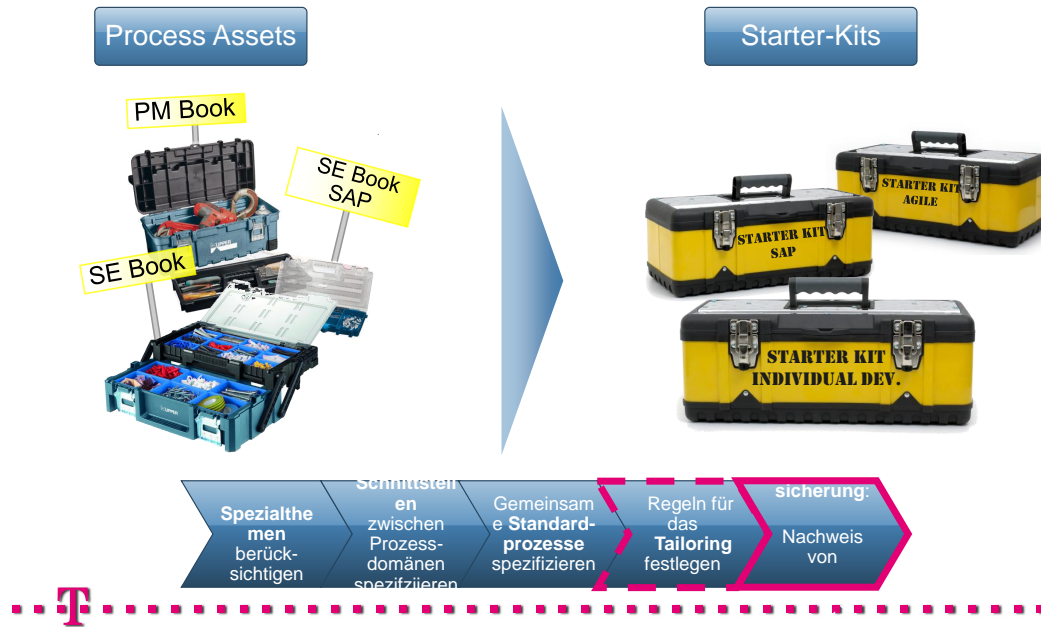 Process Assets
Starter-Kits
PM Book
SE Book
SAP
SE Book
STARTER KIT
AGILE
STARTER KIT
SAP
STARTER KIT
INDIVIDUAL DEV.
Spezialthe
men
berück-
sichtigen
Schnittstell
en
zwischen
Prozess-
domänen
spezifziieren
Gemeinsam
e Standard-
prozesse
spezifizieren
Regeln für
das
Tailoring
festlegen
sicherung:
Nachweis
von
T